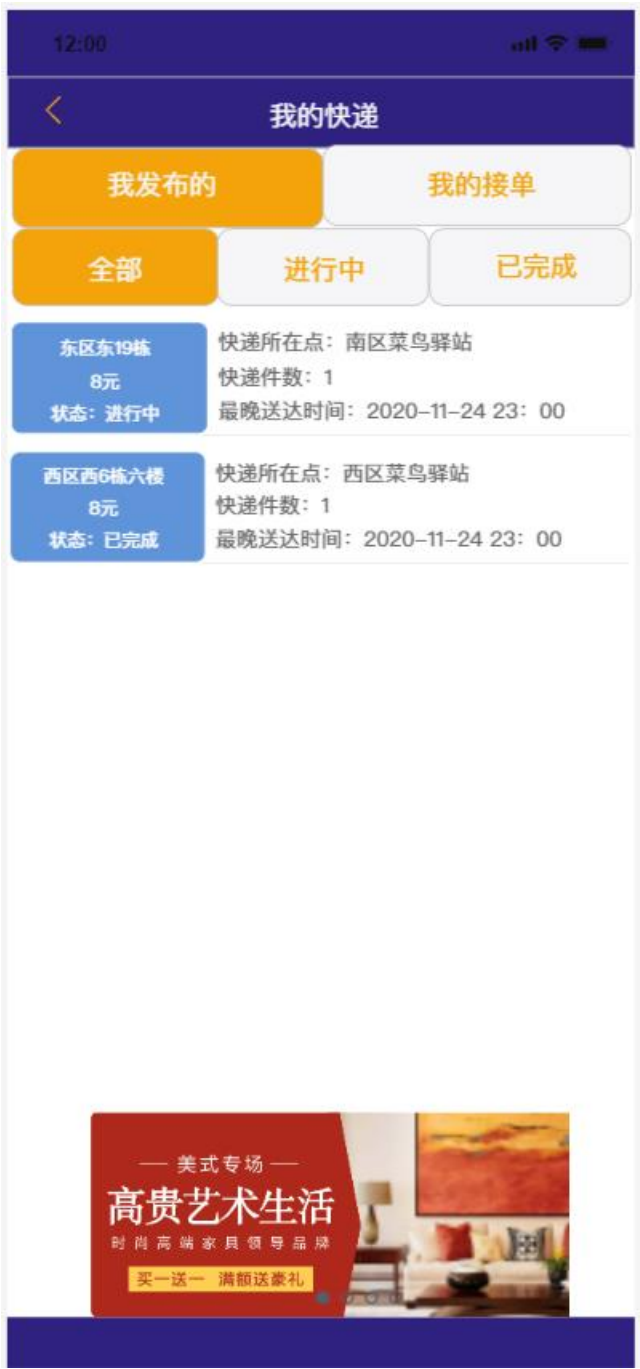 12:00
我的快递
我发布的 我的接单
全部 进行中 已完成
东区东19栋
8元
状态：进行中
快递所在点：南区菜鸟驿站
快递件数：1
最晚送达时间：2020-11-24 23：00
西区西6栋六楼
8元
状态：已完成
快递所在点：西区菜鸟驿站
快递件数：1
最晚送达时间：2020-11-24 23：00
美式专场
高贵艺术生活
时尚高端家具领导品牌
买一送一 满额送豪礼